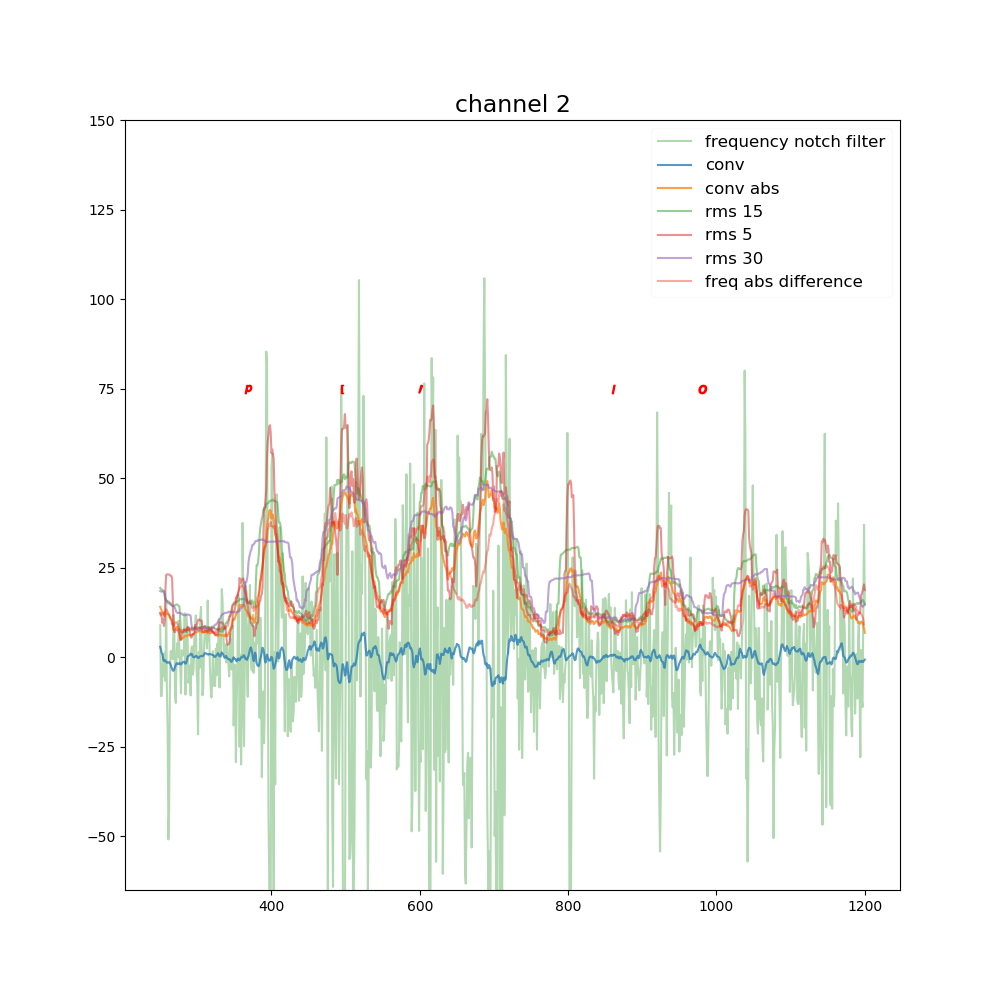 channel 2
150
125
100
75
50
25
0
−25
−50
frequency notch filter
conv
conv abs
rms 15
rms 5
rms 30
freq abs difference
p r l o
400 600 800 1000 1200